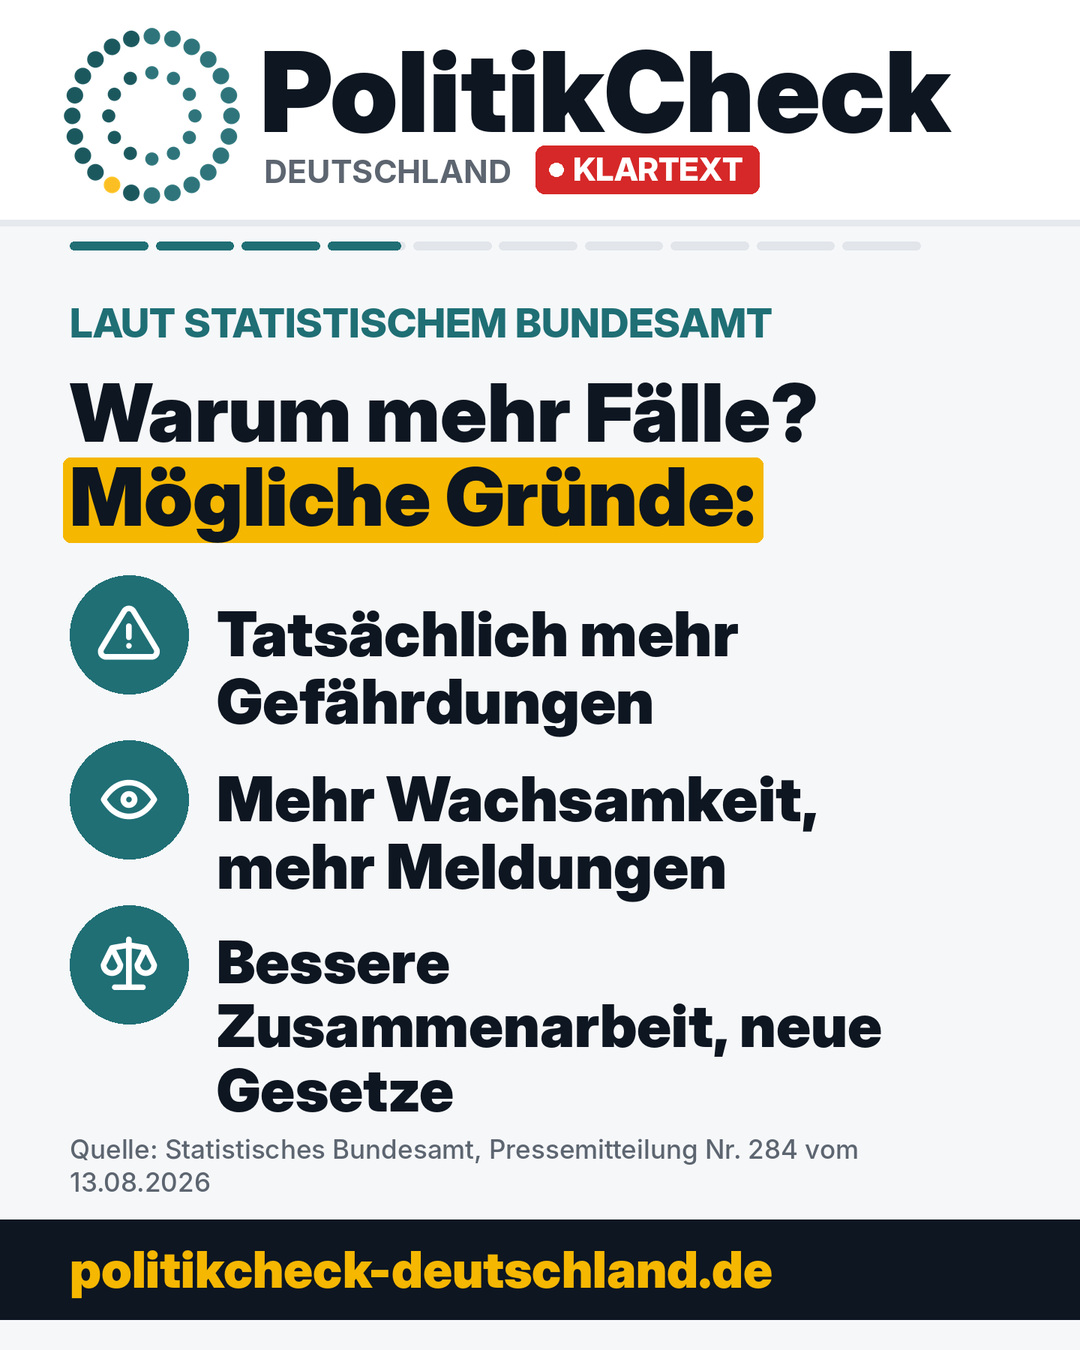 PolitikCheck
DEUTSCHLAND KLARTEXT
LAUT STATISTISCHEM BUNDESAMT
Warum mehr Fälle?
Mögliche Gründe:
Tatsächlich mehr
Gefährdungen
Mehr Wachsamkeit,
mehr Meldungen
Bessere
Zusammenarbeit, neue
Gesetze
Quelle: Statistisches Bundesamt, Pressemitteilung Nr. 284 vom
13.08.2026
politikcheck-deutschland.de